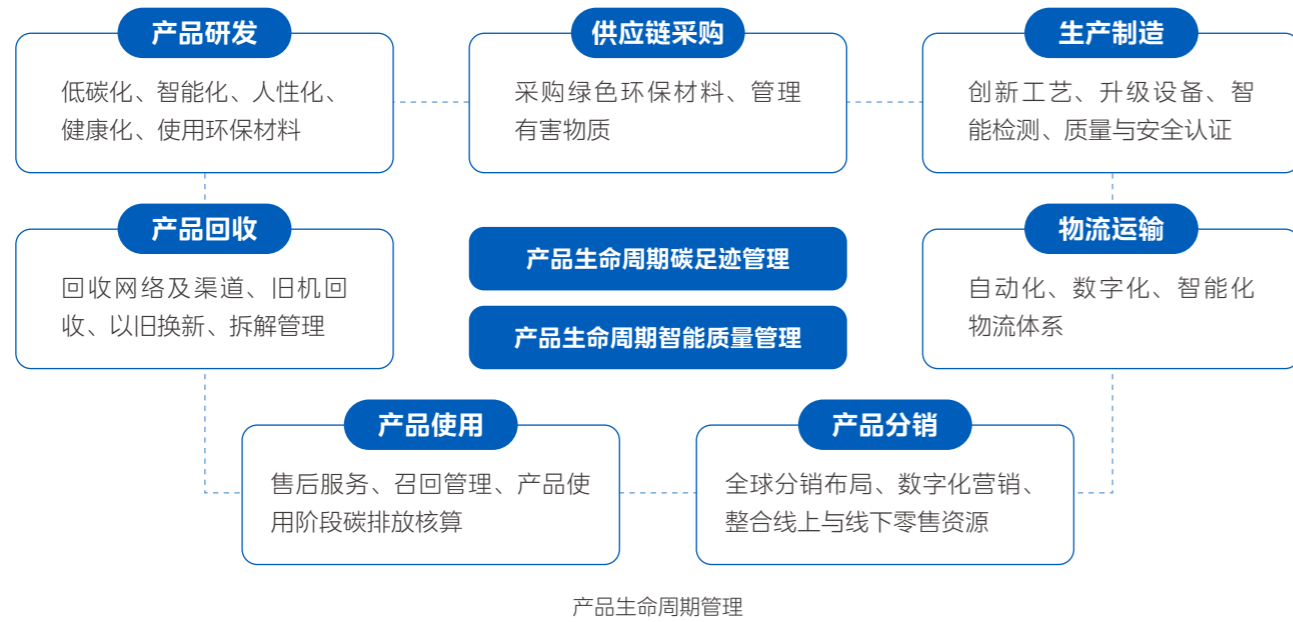 产品研发
低碳化、智能化、人性化、
健康化、使用环保材料
供应链采购
采购绿色环保材料、管理
有害物质
生产制造
创新工艺、升级设备、智
能检测、质量与安全认证
产品回收
回收网络及渠道、旧机回
收、以旧换新、拆解管理
产品生命周期碳足迹管理
产品生命周期智能质量管理
物流运输
自动化、数字化、智能化
物流体系
产品使用
售后服务、召回管理、产品使
用阶段碳排放核算
产品分销
全球分销布局、数字化营销、
整合线上与线下零售资源
产品生命周期管理